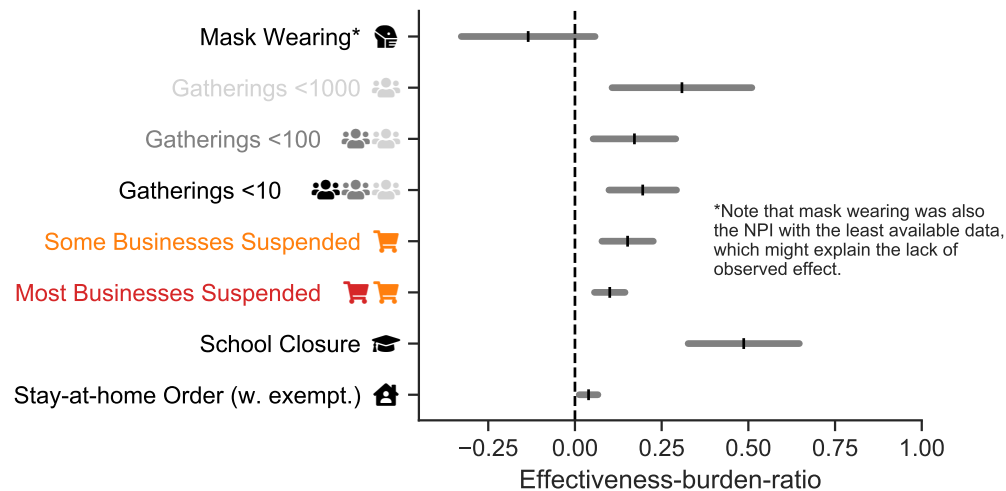 Mask Wearing*
Gatherings <1000
Gatherings <100
Gatherings <10
Some Businesses Suspended
Most Businesses Suspended
School Closure
Stay-at-home Order (w. exempt.)
*Note that mask wearing was also
the NPI with the least available data,
which might explain the lack of
observed effect.
−0.25 0.00 0.25 0.50 0.75 1.00
Effectiveness-burden-ratio